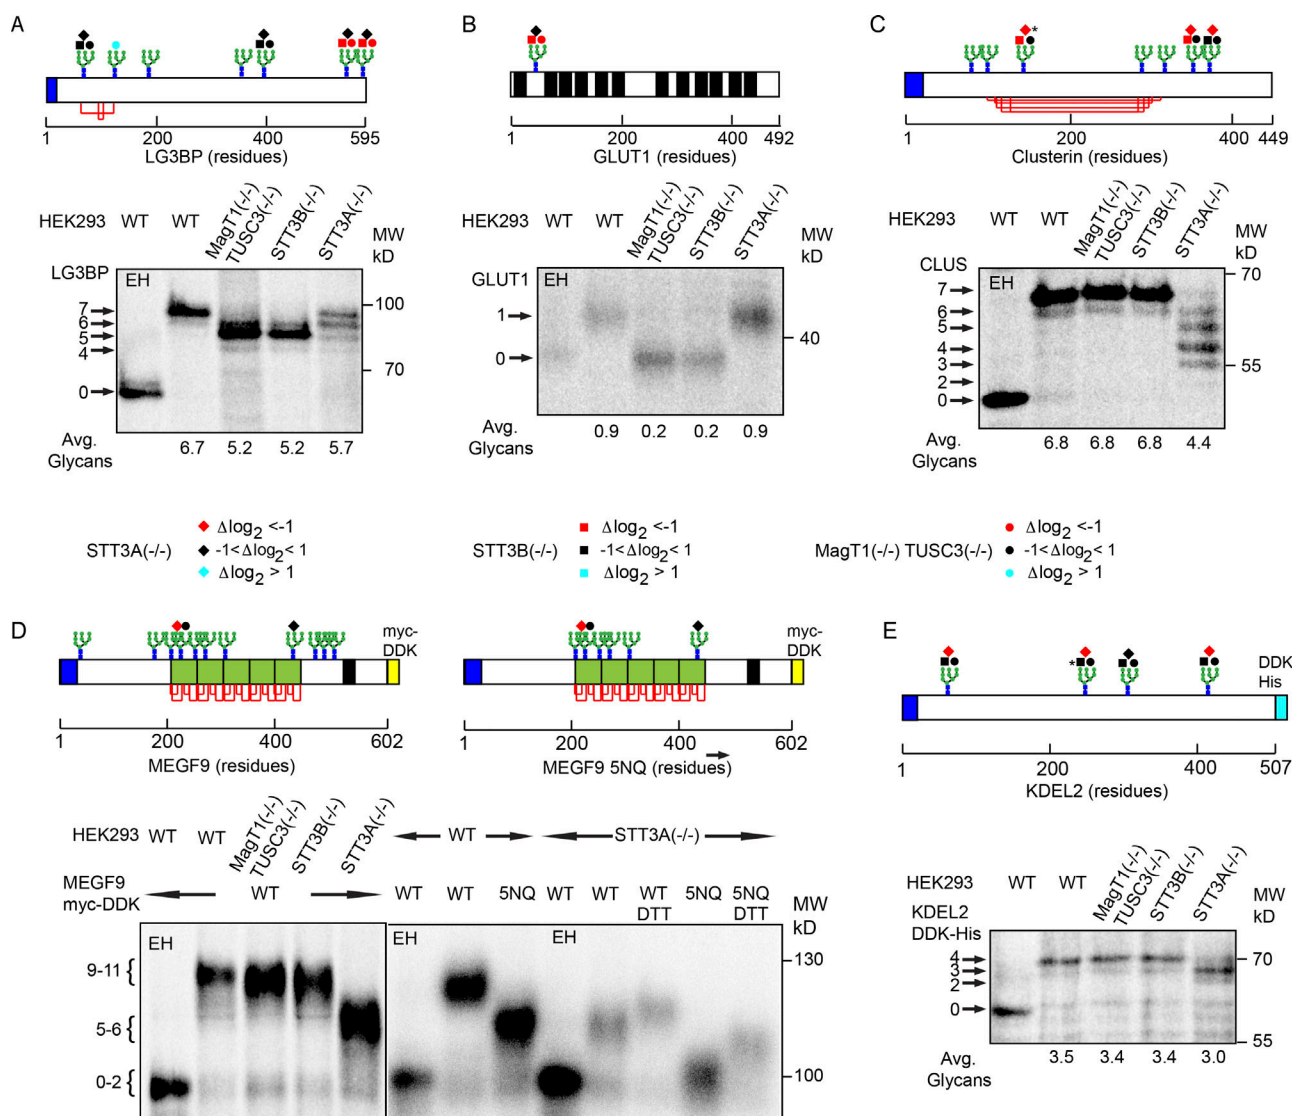 A
1 200 400 595
LG3BP (residues)
HEK293 WT WT MagT1(-/-) TUSC3(-/-) STT3B(-/-) STT3A(-/-) MW kD
LG3BP
EH
7
6
5
4
0
100
70
Avg. Glycans 6.7 5.2 5.2 5.7
B
1 200 400 492
GLUT1 (residues)
HEK293 WT WT MagT1(-/-) TUSC3(-/-) STT3B(-/-) STT3A(-/-) MW kD
GLUT1
EH
1
0
40
Avg. Glycans 0.9 0.2 0.2 0.9
C
*
1 200 400 449
Clusterin (residues)
HEK293 WT WT MagT1(-/-) TUSC3(-/-) STT3B(-/-) STT3A(-/-) MW kD
CLUS
EH
7
6
5
4
3
2
0
70
55
Avg. Glycans 6.8 6.8 6.8 4.4
STT3A(-/-)
Δlog2 <-1
-1<Δlog2< 1
Δlog2 > 1
STT3B(-/-)
Δlog2 <-1
-1<Δlog2< 1
Δlog2 > 1
MagT1(-/-) TUSC3(-/-)
Δlog2 <-1
-1<Δlog2< 1
Δlog2 > 1
D
myc-
DDK
1 200 400 602
MEGF9 (residues)
myc-
DDK
1 200 400 602
MEGF9 5NQ (residues)
HEK293 WT WT MagT1(-/-) TUSC3(-/-) STT3B(-/-) STT3A(-/-) WT STT3A(-/-)
MEGF9
myc-DDK
WT WT WT 5NQ WT WT WT DTT 5NQ 5NQ DTT MW kD
EH EH EH
9-11
5-6
0-2
130
100
E
*
DDK
His
1 200 400 507
KDEL2 (residues)
HEK293 WT WT MagT1(-/-) TUSC3(-/-) STT3B(-/-) STT3A(-/-) MW kD
KDEL2
DDK-His
EH
4
3
2
0
70
55
Avg. Glycans 3.5 3.4 3.4 3.0